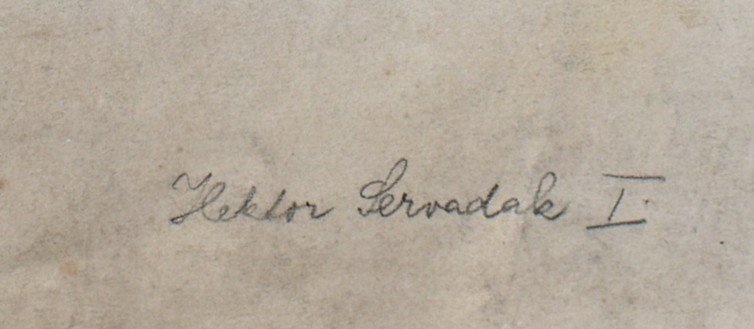 Hektor Servadak I.